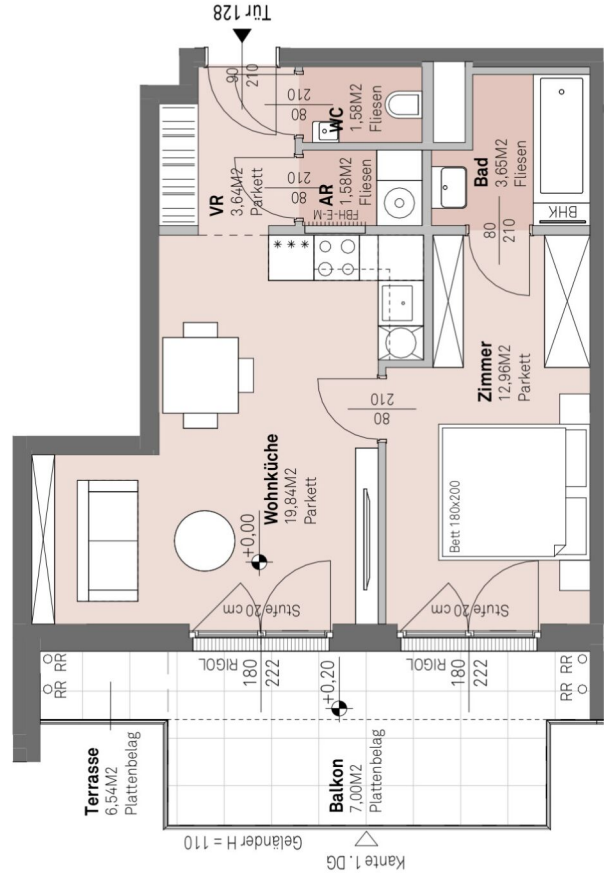 Tür 128
90
210
VR
3,64M2
Parkett
80
210
WC
1,58M2
Fliesen
80
210
AR
1,58M2
Fliesen
FBH-E-M
Bad
3,65M2
Fliesen
BHK
80
210
***
Zimmer
12,96M2
Parkett
80
210
Wohnküche
19,84M2
Parkett
Bett 180x200
+0,00
Stufe 20 cm
Stufe 20 cm
RR
RR
RIGOL
180
222
RIGOL
180
222
RR
RR
+0,20
Terrasse
6,54M2
Plattenbelag
Balkon
7,00M2
Plattenbelag
Geländer H = 110
Kante 1. DG